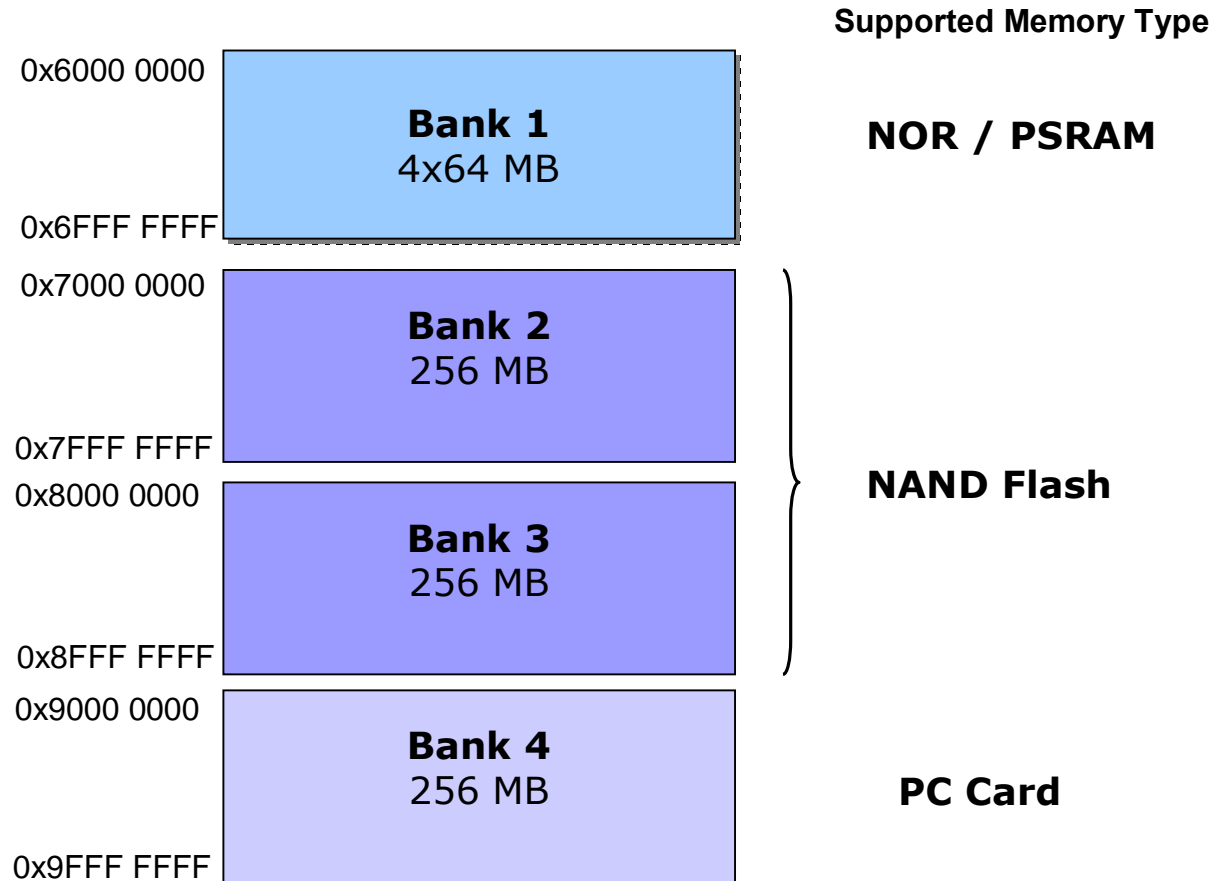 Supported Memory Type
0x6000 0000
Bank 1
4x64 MB
NOR / PSRAM
0x6FFF FFFF
0x7000 0000
Bank 2
256 MB
0x7FFF FFFF
0x8000 0000
NAND Flash
Bank 3
256 MB
0x8FFF FFFF
0x9000 0000
Bank 4
256 MB
PC Card
0x9FFF FFFF